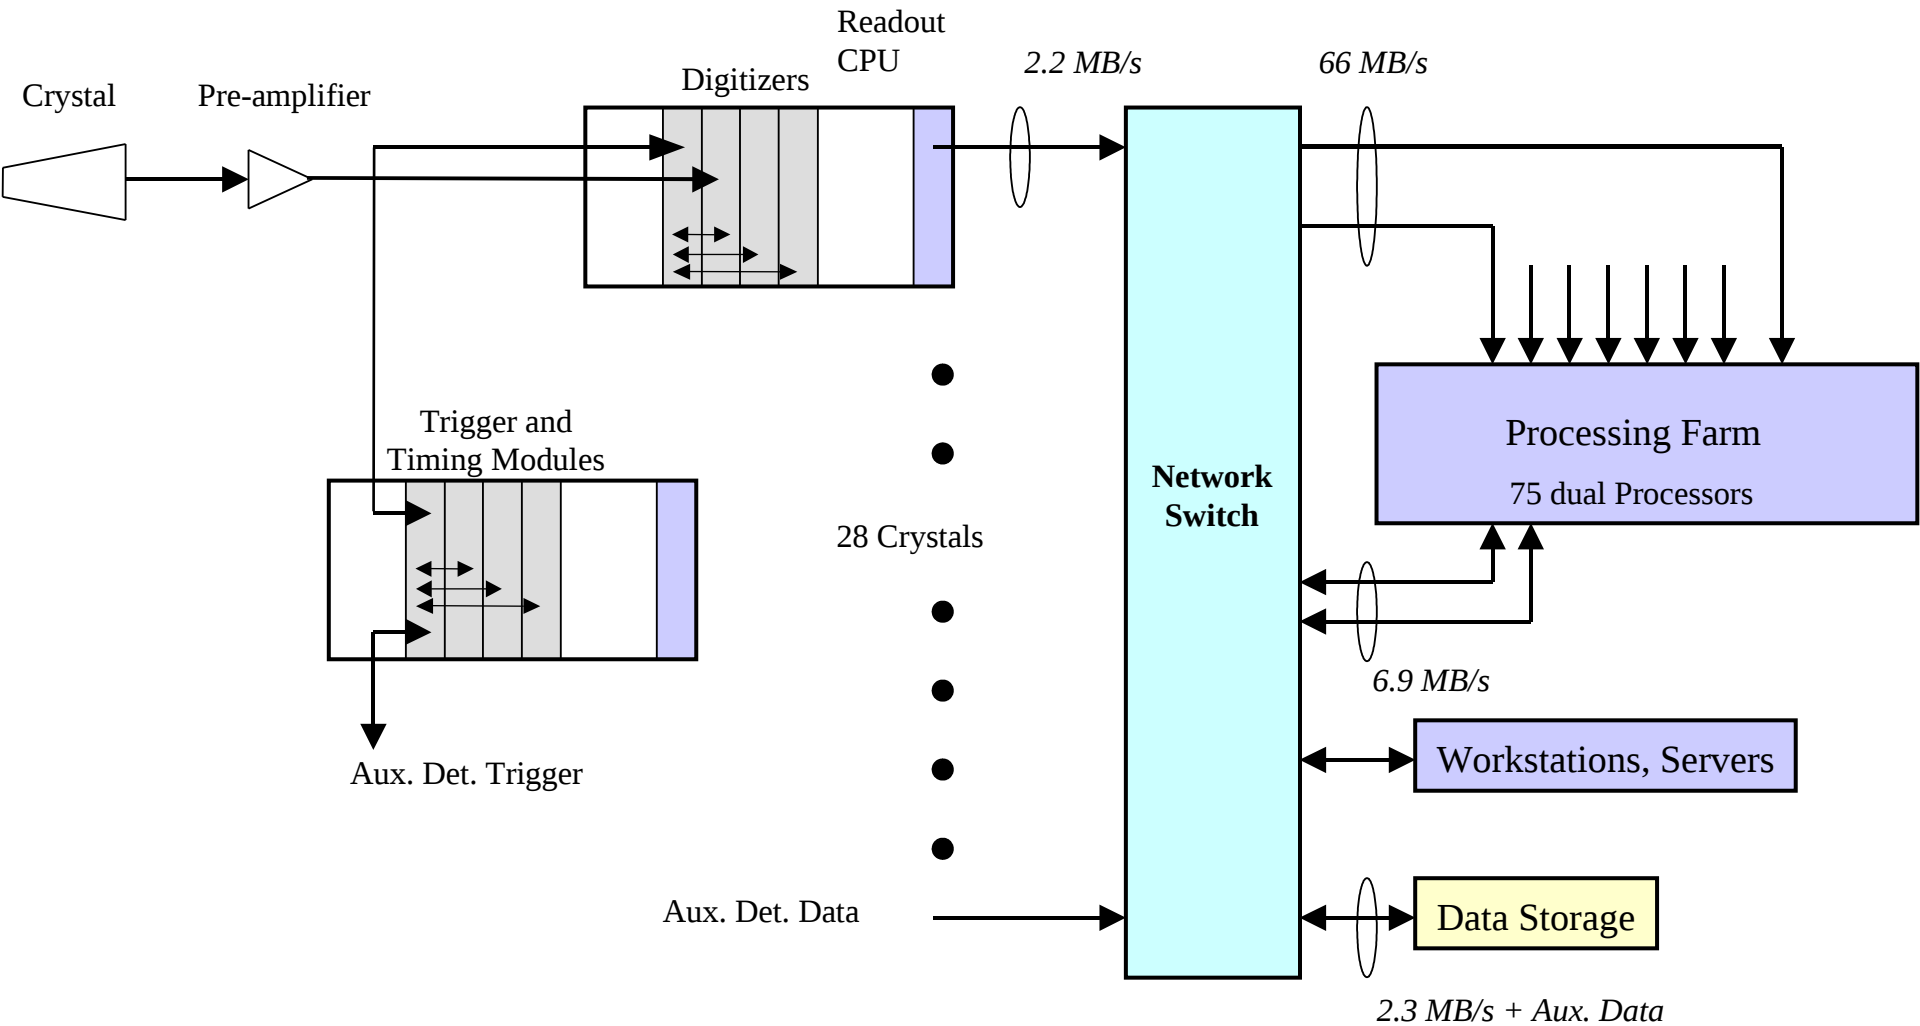 Readout
CPU
2.2 MB/s
66 MB/s
Digitizers
Crystal
Pre-amplifier
Trigger and
Timing Modules
Processing Farm
75 dual Processors
Network
Switch
28 Crystals
6.9 MB/s
Workstations, Servers
Aux. Det. Trigger
Aux. Det. Data
Data Storage
2.3 MB/s + Aux. Data